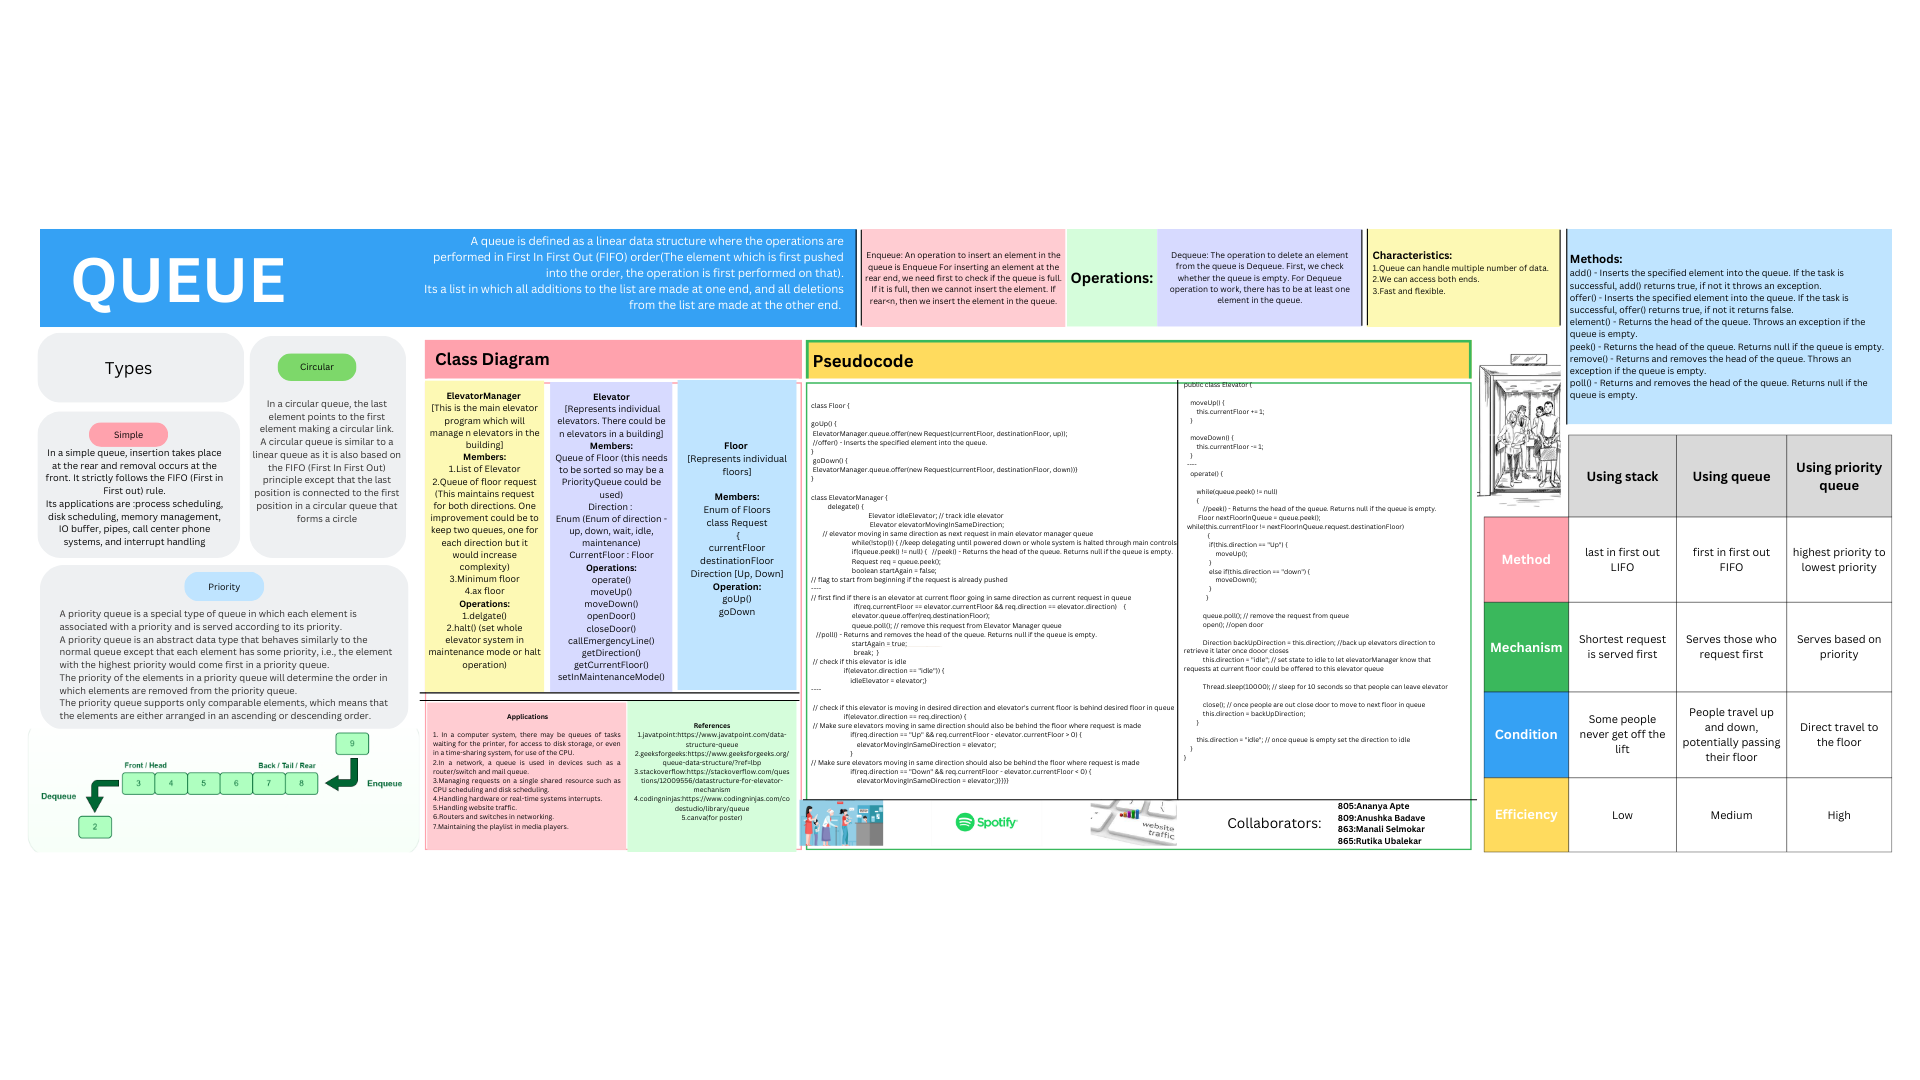 QUEUE
A queue is defined as a linear data structure where the operations are
performed in First In First Out (FIFO) order(The element which is first pushed
into the order, the operation is first performed on that).
Its a list in which all additions to the list are made at one end, and all deletions
from the list are made at the other end.
Enqueue: An operation to insert an element in the
queue is Enqueue For inserting an element at the
rear end, we need first to check if the queue is full.
If it is full, then we cannot insert the element. If
rear<n, then we insert the element in the queue.
Operations:
Dequeue: The operation to delete an element
from the queue is Dequeue. First, we check
whether the queue is empty. For Dequeue
operation to work, there has to be at least one
element in the queue.
Characteristics:
1.Queue can handle multiple number of data.
2.We can access both ends.
3.Fast and flexible.
Methods:
add() - Inserts the specified element into the queue. If the task is
successful, add() returns true, if not it throws an exception.
offer() - Inserts the specified element into the queue. If the task is
successful, offer() returns true, if not it returns false.
element() - Returns the head of the queue. Throws an exception if the
queue is empty.
peek() - Returns the head of the queue. Returns null if the queue is empty.
remove() - Returns and removes the head of the queue. Throws an
exception if the queue is empty.
poll() - Returns and removes the head of the queue. Returns null if the
queue is empty.
Types
Simple
In a simple queue, insertion takes place
at the rear and removal occurs at the
front. It strictly follows the FIFO (First in
First out) rule.
Its applications are :process scheduling,
disk scheduling, memory management,
IO buffer, pipes, call center phone
systems, and interrupt handling
Circular
In a circular queue, the last
element points to the first
element making a circular link.
A circular queue is similar to a
linear queue as it is also based on
the FIFO (First In First Out)
principle except that the last
position is connected to the first
position in a circular queue that
forms a circle
Priority
A priority queue is a special type of queue in which each element is
associated with a priority and is served according to its priority.
A priority queue is an abstract data type that behaves similarly to the
normal queue except that each element has some priority, i.e., the element
with the highest priority would come first in a priority queue.
The priority of the elements in a priority queue will determine the order in
which elements are removed from the priority queue.
The priority queue supports only comparable elements, which means that
the elements are either arranged in an ascending or descending order.
9
Front / Head
Back / Tail / Rear
3 4 5 6 7 8
Dequeue
Enqueue
2
Class Diagram
ElevatorManager
[This is the main elevator
program which will
manage n elevators in the
building]
Members:
1.List of Elevator
2.Queue of floor request
(This maintains request
for both directions. One
improvement could be to
keep two queues, one for
each direction but it
would increase
complexity)
3.Minimum floor
4.ax floor
Operations:
1.delgate()
2.halt() (set whole
elevator system in
maintenance mode or halt
operation)
Elevator
[Represents individual
elevators. There could be
n elevators in a building]
Members:
Queue of Floor (this needs
to be sorted so may be a
PriorityQueue could be
used)
Direction :
Enum (Enum of direction -
up, down, wait, idle,
maintenance)
CurrentFloor : Floor
Operations:
operate()
moveUp()
moveDown()
openDoor()
closeDoor()
callEmergencyLine()
getDirection()
getCurrentFloor()
setInMaintenanceMode()
Floor
[Represents individual
floors]
Members:
Enum of Floors
class Request
{
currentFloor
destinationFloor
Direction [Up, Down]
Operation:
goUp()
goDown
Applications
1. In a computer system, there may be queues of tasks
waiting for the printer, for access to disk storage, or even
in a time-sharing system, for use of the CPU.
2.In a network, a queue is used in devices such as a
router/switch and mail queue.
3.Managing requests on a single shared resource such as
CPU scheduling and disk scheduling.
4.Handling hardware or real-time systems interrupts.
5.Handling website traffic.
6.Routers and switches in networking.
7.Maintaining the playlist in media players.
References
1.javatpoint:https://www.javatpoint.com/data-
structure-queue
2.geeksforgeeks:https://www.geeksforgeeks.org/
queue-data-structure/?ref=lbp
3.stackoverflow:https://stackoverflow.com/ques
tions/12009556/datastructure-for-elevator-
mechanism
4.codingninjas:https://www.codingninjas.com/co
destudio/library/queue
5.canva(for poster)
Pseudocode
class Floor {
goUp() {
ElevatorManager.queue.offer(new Request(currentFloor, destinationFloor, up));
//offer() - Inserts the specified element into the queue.
}
goDown() {
ElevatorManager.queue.offer(new Request(currentFloor, destinationFloor, down)))
}
class ElevatorManager {
delegate() {
Elevator idleElevator; // track idle elevator
Elevator elevatorMovingInSameDirection;
// elevator moving in same direction as next request in main elevator manager queue
while(!stop()) { //keep delegating until powered down or whole system is halted through main controls
if(queue.peek() != null) { //peek() - Returns the head of the queue. Returns null if the queue is empty.
Request req = queue.peek();
boolean startAgain = false;
// flag to start from beginning if the request is already pushed
----
// first find if there is an elevator at current floor going in same direction as current request in queue
if(req.currentFloor == elevator.currentFloor && req.direction == elevator.direction) {
elevator.queue.offer(req.destinationFloor);
queue.poll(); // remove this request from Elevator Manager queue
//poll() - Returns and removes the head of the queue. Returns null if the queue is empty.
startAgain = true;
break; }
// check if this elevator is idle
if(elevator.direction == "idle")) {
idleElevator = elevator;}
----
// check if this elevator is moving in desired direction and elevator's current floor is behind desired floor in queue
if(elevator.direction == req.direction) {
// Make sure elevators moving in same direction should also be behind the floor where request is made
if(req.direction == "Up" && req.currentFloor - elevator.currentFloor > 0) {
elevatorMovingInSameDirection = elevator;
}
// Make sure elevators moving in same direction should also be behind the floor where request is made
if(req.direction == "Down" && req.currentFloor - elevator.currentFloor < 0) {
elevatorMovingInSameDirection = elevator;}}}}}
public class Elevator {
moveUp() {
this.currentFloor += 1;
}
moveDown() {
this.currentFloor -= 1;
}
----
operate() {
while(queue.peek() != null)
{
//peek() - Returns the head of the queue. Returns null if the queue is empty.
Floor nextFloorInQueue = queue.peek();
while(this.currentFloor != nextFloorInQueue.request.destinationFloor)
{
if(this.direction == "Up") {
moveUp();
}
else if(this.direction == "down") {
moveDown();
}
}
queue.poll(); // remove the request from queue
open(); //open door
Direction backUpDirection = this.direction; //back up elevators direction to
retrieve it later once dooor closes
this.direction = "idle"; // set state to idle to let elevatorManager know that
requests at current floor could be offered to this elevator queue
Thread.sleep(10000); // sleep for 10 seconds so that people can leave elevator
close(); // once people are out close door to move to next floor in queue
this.direction = backUpDirection;
}
this.direction = "idle"; // once queue is empty set the direction to idle
}
}
Spotify
website
traffic
Collaborators:
805:Ananya Apte
809:Anushka Badave
863:Manali Selmokar
865:Rutika Ubalekar
Using stack
Using queue
Using priority
queue
Method
last in first out
LIFO
first in first out
FIFO
highest priority to
lowest priority
Mechanism
Shortest request
is served first
Serves those who
request first
Serves based on
priority
Condition
Some people
never get off the
lift
People travel up
and down,
potentially passing
their floor
Direct travel to
the floor
Efficiency
Low
Medium
High